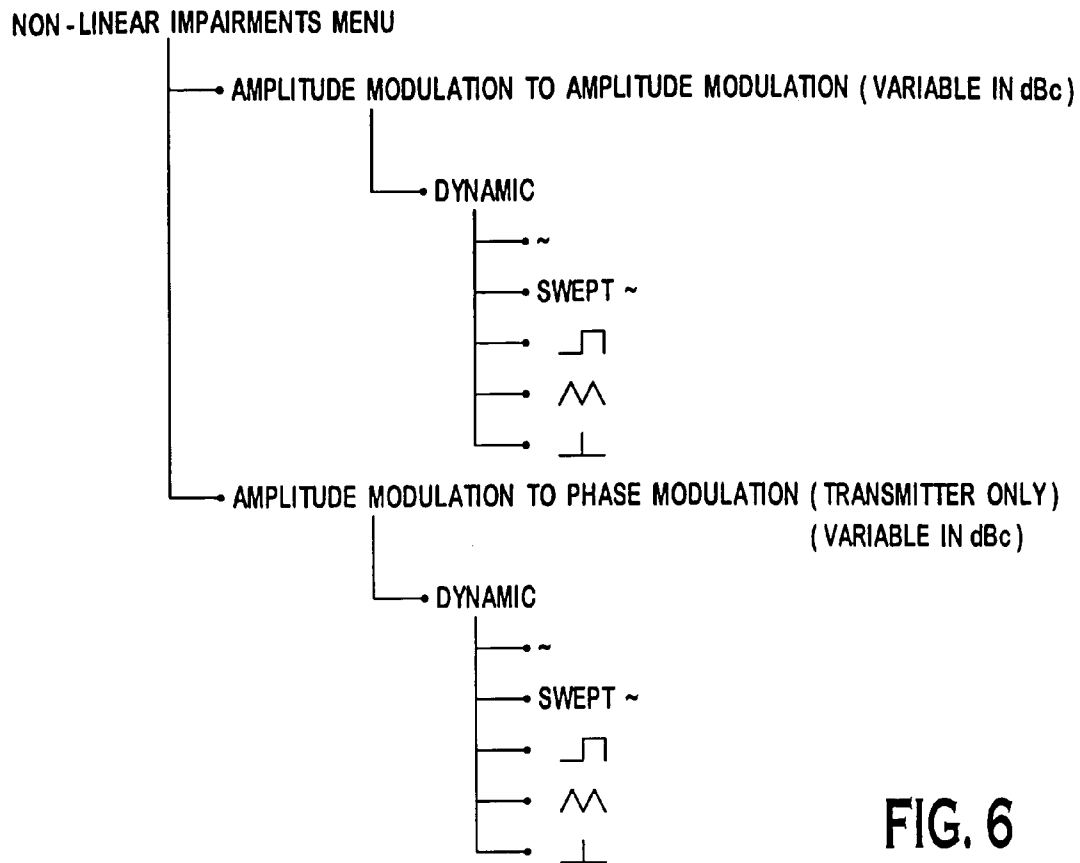 NON-LINEAR IMPAIRMENTS MENU
AMPLITUDE MODULATION TO AMPLITUDE MODULATION (VARIABLE IN dBc)
DYNAMIC
~
SWEPT ~
AMPLITUDE MODULATION TO PHASE MODULATION (TRANSMITTER ONLY)
(VARIABLE IN dBc)
DYNAMIC
~
SWEPT ~
FIG. 6